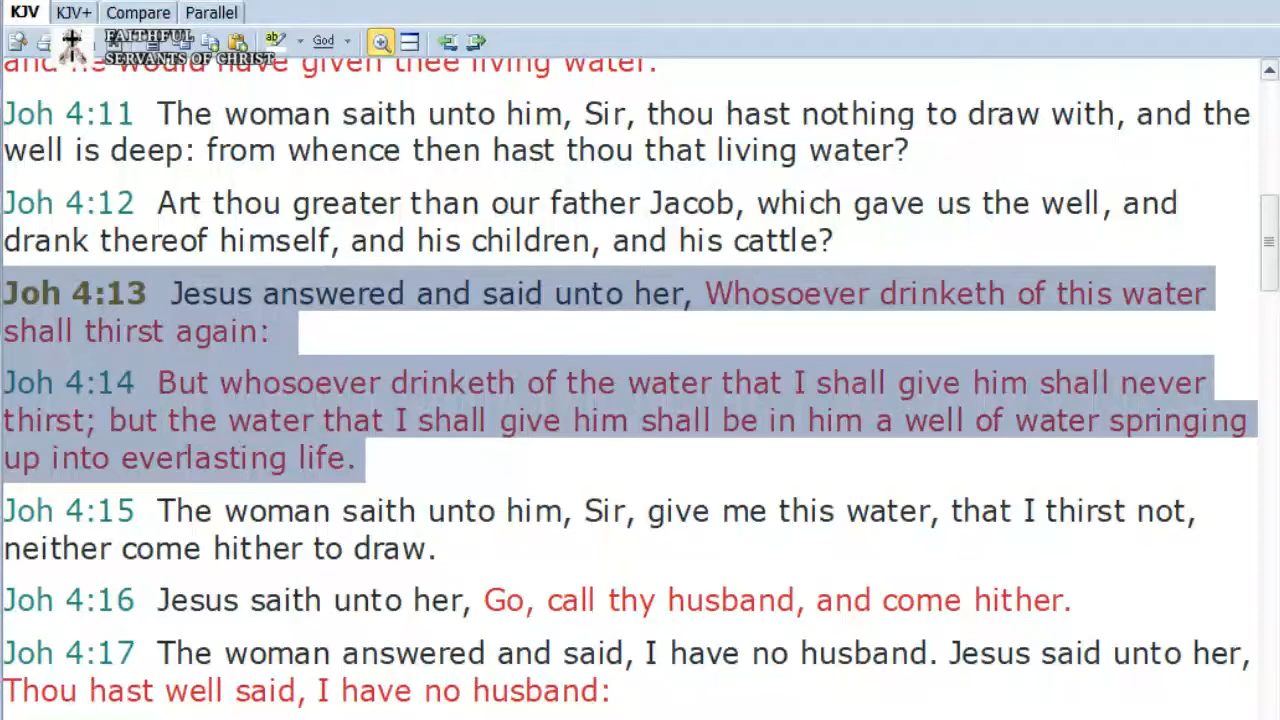 KJV KJV+ Compare Parallel
FAITHFUL
SERVANTS OF CHRIST
God
and he would have given thee living water.
Joh 4:11 The woman saith unto him, Sir, thou hast nothing to draw with, and the
well is deep: from whence then hast thou that living water?
Joh 4:12 Art thou greater than our father Jacob, which gave us the well, and
drank thereof himself, and his children, and his cattle?
Joh 4:13 Jesus answered and said unto her, Whosoever drinketh of this water
shall thirst again:
Joh 4:14 But whosoever drinketh of the water that I shall give him shall never
thirst; but the water that I shall give him shall be in him a well of water springing
up into everlasting life.
Joh 4:15 The woman saith unto him, Sir, give me this water, that I thirst not,
neither come hither to draw.
Joh 4:16 Jesus saith unto her, Go, call thy husband, and come hither.
Joh 4:17 The woman answered and said, I have no husband. Jesus said unto her,
Thou hast well said, I have no husband: